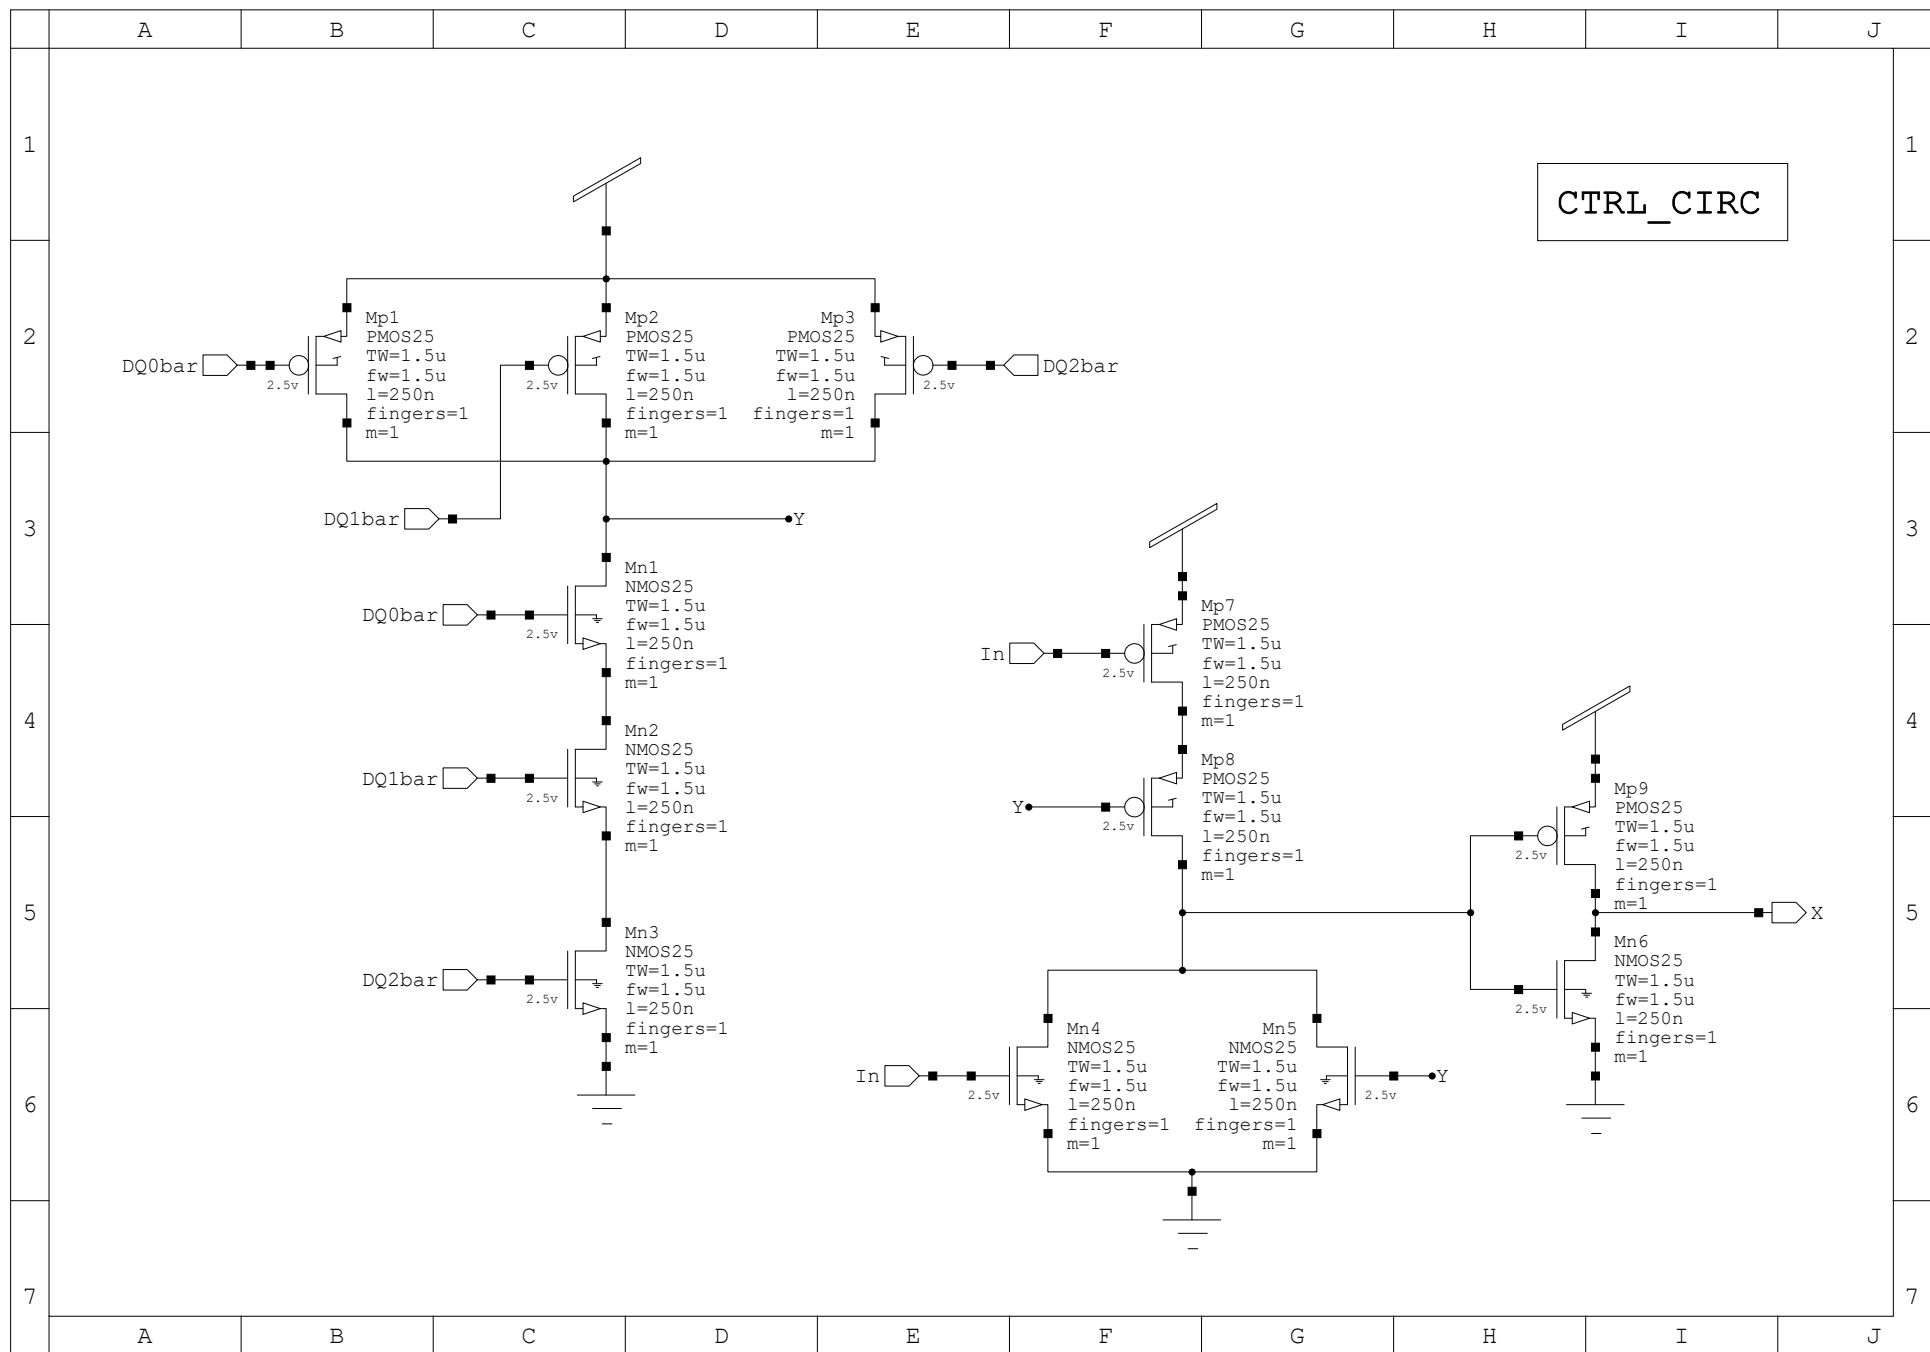 A B C D E F G H I J
1 1
CTRL_CIRC
2 2
Mp1
PMOS25
TW=1.5u
fw=1.5u
l=250n
fingers=1
m=1
DQ0bar
2.5v
Mp2
PMOS25
TW=1.5u
fw=1.5u
l=250n
fingers=1
m=1
2.5v
Mp3
PMOS25
TW=1.5u
fw=1.5u
l=250n
fingers=1
m=1
2.5v
DQ2bar
3 3
DQ1bar
Y
Mn1
NMOS25
TW=1.5u
fw=1.5u
l=250n
fingers=1
m=1
DQ0bar
2.5v
Mp7
PMOS25
TW=1.5u
fw=1.5u
l=250n
fingers=1
m=1
In
2.5v
4 4
Mn2
NMOS25
TW=1.5u
fw=1.5u
l=250n
fingers=1
m=1
DQ1bar
2.5v
Mp8
PMOS25
TW=1.5u
fw=1.5u
l=250n
fingers=1
m=1
Y
2.5v
Mp9
PMOS25
TW=1.5u
fw=1.5u
l=250n
fingers=1
m=1
2.5v
5 5
X
Mn3
NMOS25
TW=1.5u
fw=1.5u
l=250n
fingers=1
m=1
DQ2bar
2.5v
Mn6
NMOS25
TW=1.5u
fw=1.5u
l=250n
fingers=1
m=1
2.5v
6 6
Mn4
NMOS25
TW=1.5u
fw=1.5u
l=250n
fingers=1
m=1
In
2.5v
Mn5
NMOS25
TW=1.5u
fw=1.5u
l=250n
fingers=1
m=1
2.5v
Y
7 7
A B C D E F G H I J